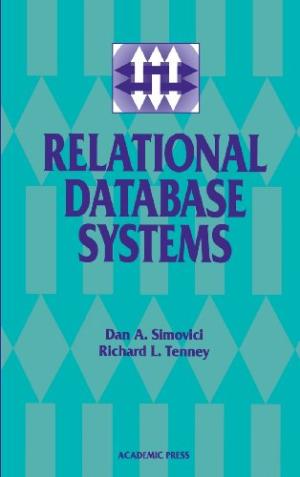 RELATIONAL
DATABASE
SYSTEMS
Dan A. Simovici
Richard L. Tenney
ACADEMIC PRESS